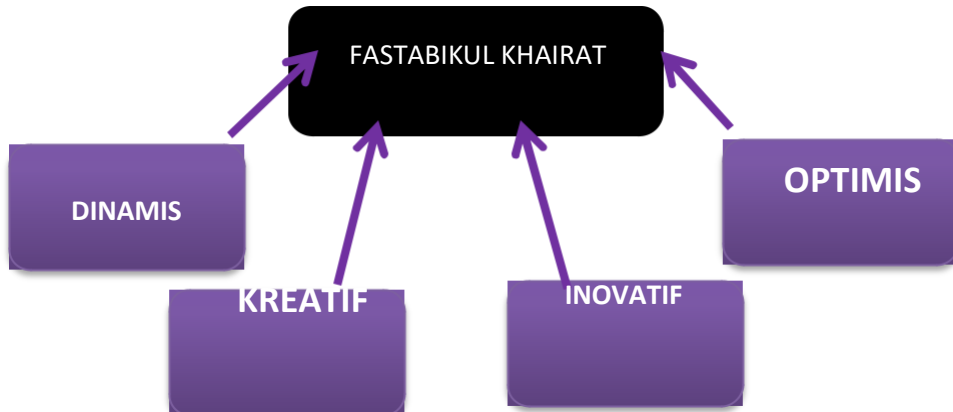 FASTABIKUL KHAIRAT
DINAMIS
OPTIMIS
KREATIF
INOVATIF